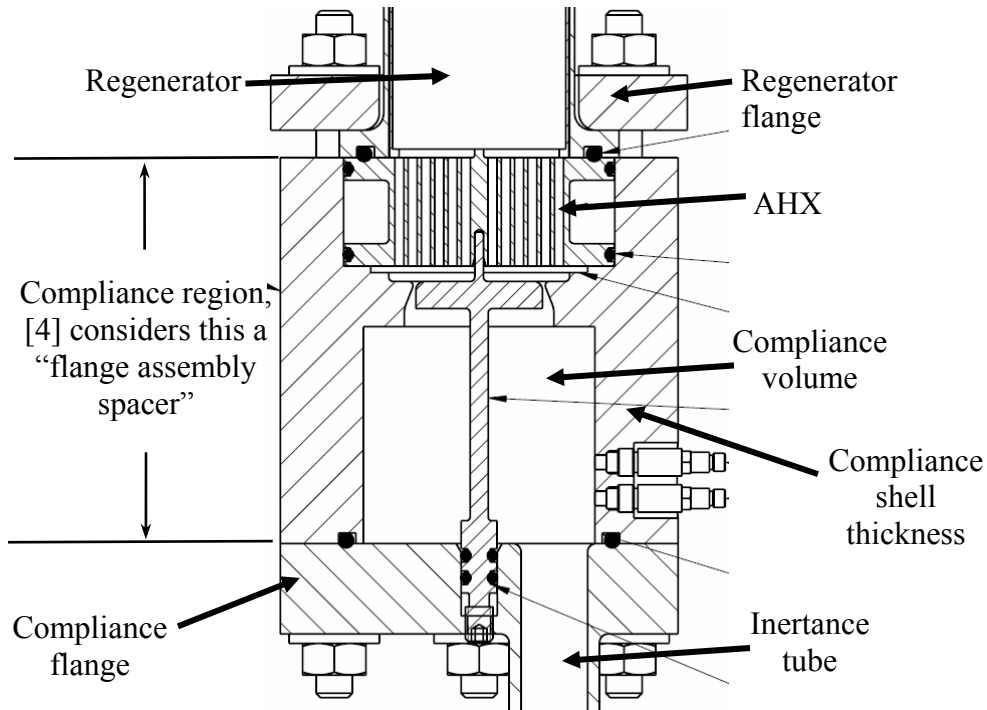 Regenerator
Regenerator
flange
AHX
Compliance region,
[4] considers this a
“flange assembly
spacer”
Compliance
volume
Compliance
shell
thickness
Compliance
flange
Inertance
tube